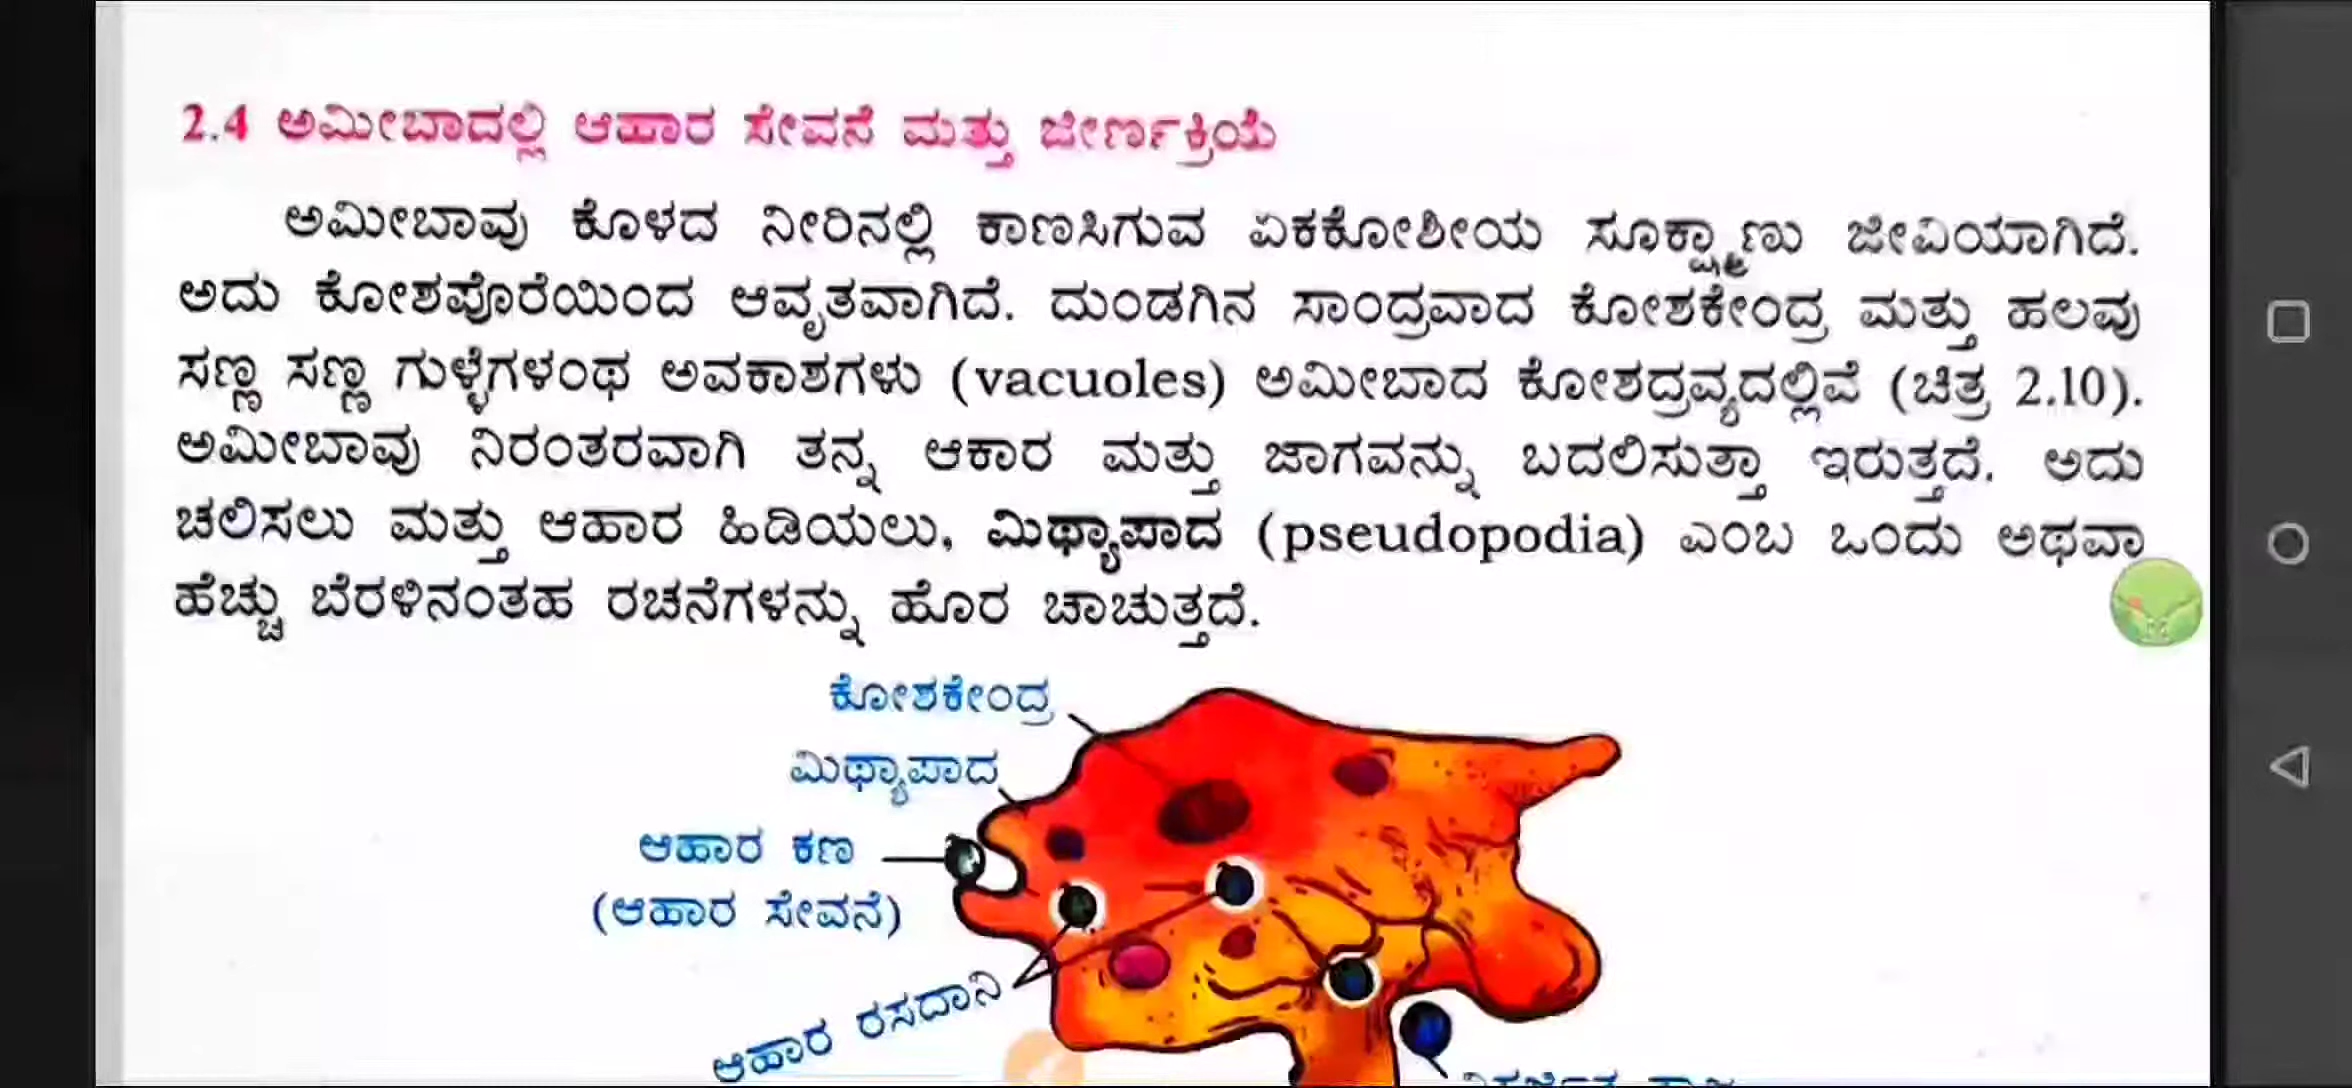 2.4 ಅಮೀಬಾದಲ್ಲಿ ಆಹಾರ ಸೇವನೆ ಮತ್ತು ಜೀರ್ಣಕ್ರಿಯೆ
ಅಮೀಬಾವು ಕೊಳದ ನೀರಿನಲ್ಲಿ ಕಾಣಸಿಗುವ ಏಕಕೋಶೀಯ ಸೂಕ್ಷ್ಮಾಣು ಜೀವಿಯಾಗಿದೆ.
ಅದು ಕೋಶಪೊರೆಯಿಂದ ಆವೃತವಾಗಿದೆ. ದುಂಡಗಿನ ಸಾಂದ್ರವಾದ ಕೋಶಕೇಂದ್ರ ಮತ್ತು ಹಲವು
ಸಣ್ಣ ಸಣ್ಣ ಗುಳ್ಳೆಗಳಂಥ ಅವಕಾಶಗಳು (vacuoles) ಅಮೀಬಾದ ಕೋಶದ್ರವ್ಯದಲ್ಲಿವೆ (ಚಿತ್ರ 2.10).
ಅಮೀಬಾವು ನಿರಂತರವಾಗಿ ತನ್ನ ಆಕಾರ ಮತ್ತು ಜಾಗವನ್ನು ಬದಲಿಸುತ್ತಾ ಇರುತ್ತದೆ. ಅದು
ಚಲಿಸಲು ಮತ್ತು ಆಹಾರ ಹಿಡಿಯಲು, ಮಿಥ್ಯಾಪಾದ (pseudopodia) ಎಂಬ ಒಂದು ಅಥವಾ
ಹೆಚ್ಚು ಬೆರಳಿನಂತಹ ರಚನೆಗಳನ್ನು ಹೊರ ಚಾಚುತ್ತದೆ.
ಕೋಶಕೇಂದ್ರ
ಮಿಥ್ಯಾಪಾದ
ಆಹಾರ ಕಣ
(ಆಹಾರ ಸೇವನೆ)
ಆಹಾರ ರಸದಾನಿ